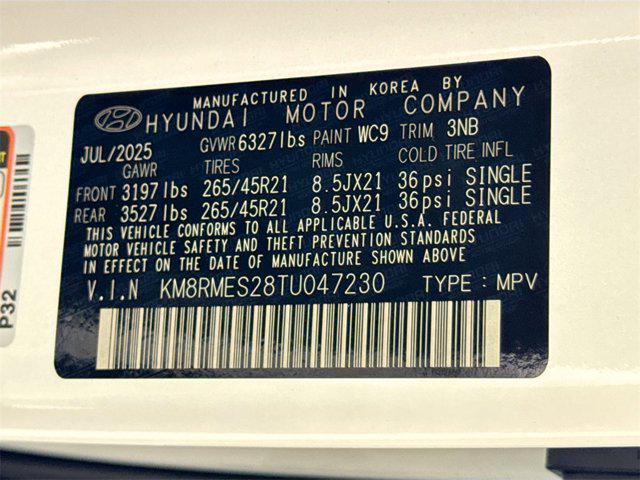 MANUFACTURED IN KOREA BY
HYUNDAI MOTOR COMPANY
JUL/2025 GVWR 6327lbs PAINT WC9 TRIM 3NB
GAWR TIRES RIMS COLD TIRE INFL
FRONT 3197lbs 265/45R21 8.5JX21 36psi SINGLE
REAR 3527lbs 265/45R21 8.5JX21 36psi SINGLE
THIS VEHICLE CONFORMS TO ALL APPLICABLE U.S.A. FEDERAL
MOTOR VEHICLE SAFETY AND THEFT PREVENTION STANDARDS
IN EFFECT ON THE DATE OF MANUFACTURE SHOWN ABOVE
V.I.N KM8RMES28TU047230 TYPE : MPV
P32